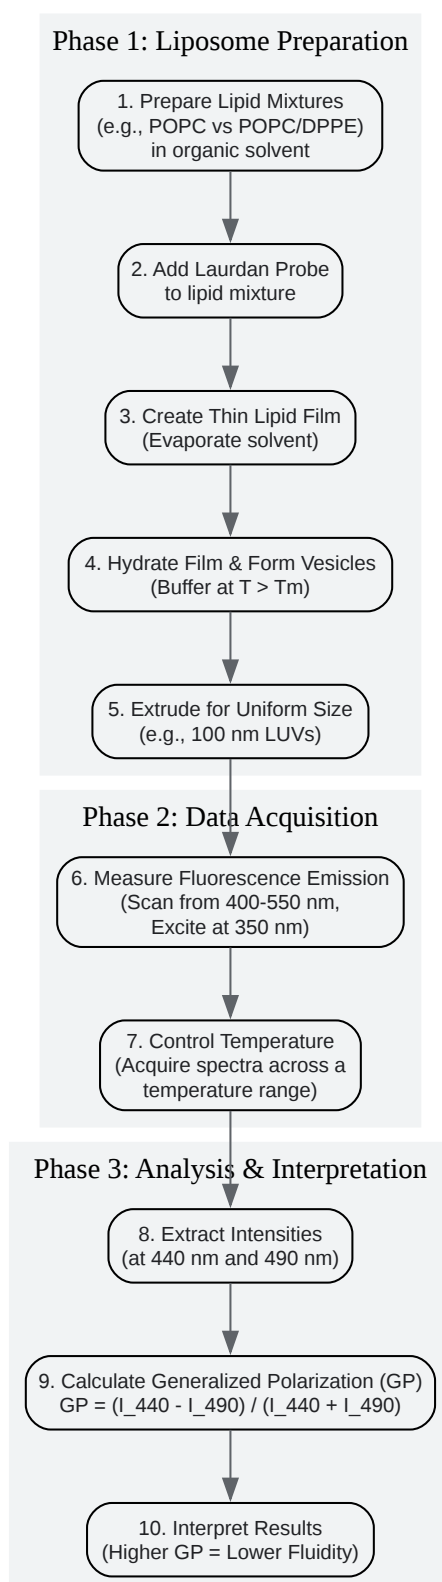 Phase 1: Liposome Preparation
1. Prepare Lipid Mixtures
(e.g., POPC vs POPC/DPPE)
in organic solvent
2. Add Laurdan Probe
to lipid mixture
3. Create Thin Lipid Film
(Evaporate solvent)
4. Hydrate Film & Form Vesicles
(Buffer at T > Tm)
5. Extrude for Uniform Size
(e.g., 100 nm LUVs)
Phase 2: Data Acquisition
6. Measure Fluorescence Emission
(Scan from 400-550 nm,
Excite at 350 nm)
7. Control Temperature
(Acquire spectra across a
temperature range)
Phase 3: Analysis & Interpretation
8. Extract Intensities
(at 440 nm and 490 nm)
9. Calculate Generalized Polarization (GP)
GP = (I_440 - I_490) / (I_440 + I_490)
10. Interpret Results
(Higher GP = Lower Fluidity)